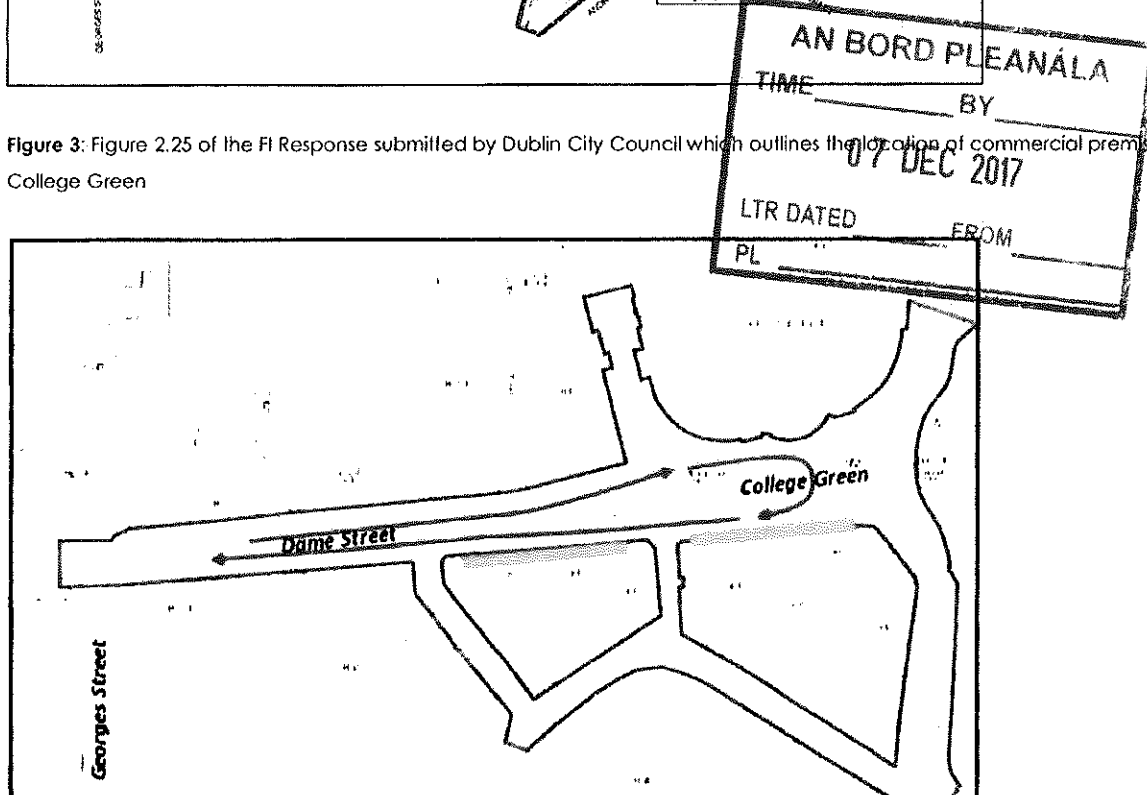 GEORGES S
AN BORD PLEANÁLA
TIME BY
07 DEC 2017
LTR DATED FROM
PL
Figure 3: Figure 2.25 of the FI Response submitted by Dublin City Council which outlines the location of commercial premis
College Green
College Green
Dame Street
Georges Street